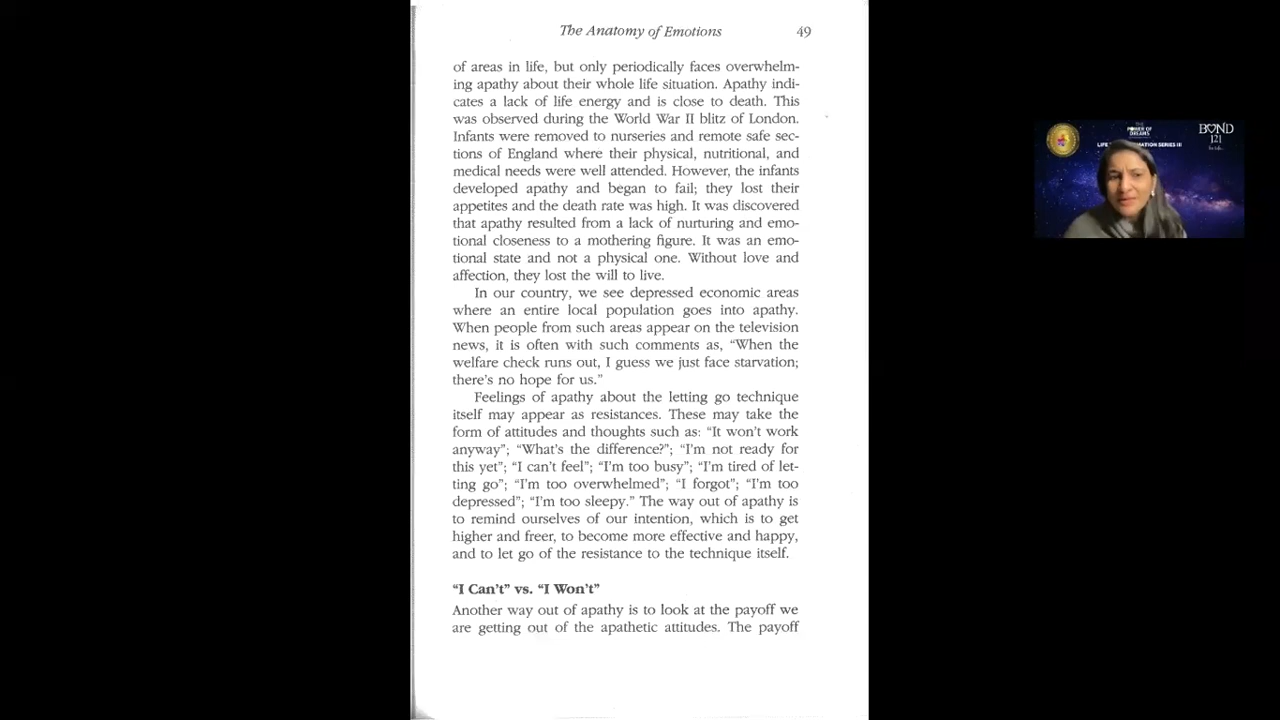 The Anatomy of Emotions 49
of areas in life, but only periodically faces overwhelm-
ing apathy about their whole life situation. Apathy indi-
cates a lack of life energy and is close to death. This
was observed during the World War II blitz of London.
Infants were removed to nurseries and remote safe sec-
tions of England where their physical, nutritional, and
medical needs were well attended. However, the infants
developed apathy and began to fail; they lost their
appetites and the death rate was high. It was discovered
that apathy resulted from a lack of nurturing and emo-
tional closeness to a mothering figure. It was an emo-
tional state and not a physical one. Without love and
affection, they lost the will to live.
In our country, we see depressed economic areas
where an entire local population goes into apathy.
When people from such areas appear on the television
news, it is often with such comments as, “When the
welfare check runs out, I guess we just face starvation;
there’s no hope for us.”
Feelings of apathy about the letting go technique
itself may appear as resistances. These may take the
form of attitudes and thoughts such as: “It won’t work
anyway”; “What’s the difference?”; “I’m not ready for
this yet”; “I can’t feel”; “I’m too busy”; “I’m tired of let-
ting go”; “I’m too overwhelmed”; “I forgot”; “I’m too
depressed”; “I’m too sleepy.” The way out of apathy is
to remind ourselves of our intention, which is to get
higher and freer, to become more effective and happy,
and to let go of the resistance to the technique itself.
“I Can’t” vs. “I Won’t”
Another way out of apathy is to look at the payoff we
are getting out of the apathetic attitudes. The payoff
THE
POWER OF
DREAMS
LIFE SERIES III
BOND
121